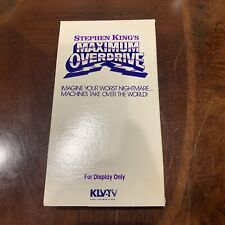 STEPHEN KING'S
MAXIMUM
OVERDRIVE
IMAGINE YOUR WORST NIGHTMARE...
MACHINES TAKE OVER THE WORLD!
For Display Only
KLV-TV